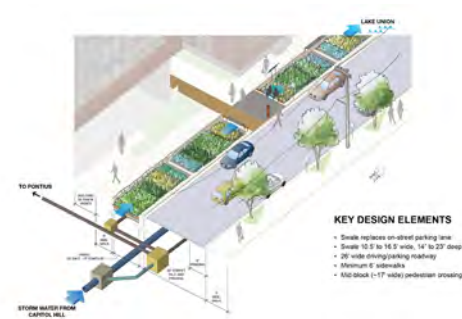 LAKE UNION
TO PONTIUS
KEY DESIGN ELEMENTS
• Swale replaces on-street parking lane
• Swale 10.5' to 16.5' wide, 14" to 23" deep
• 26' wide driving/parking roadway
• Minimum 6' sidewalks
• Mid-block (~17' wide) pedestrian crossing
STORM WATER FROM
CAPITOL HILL